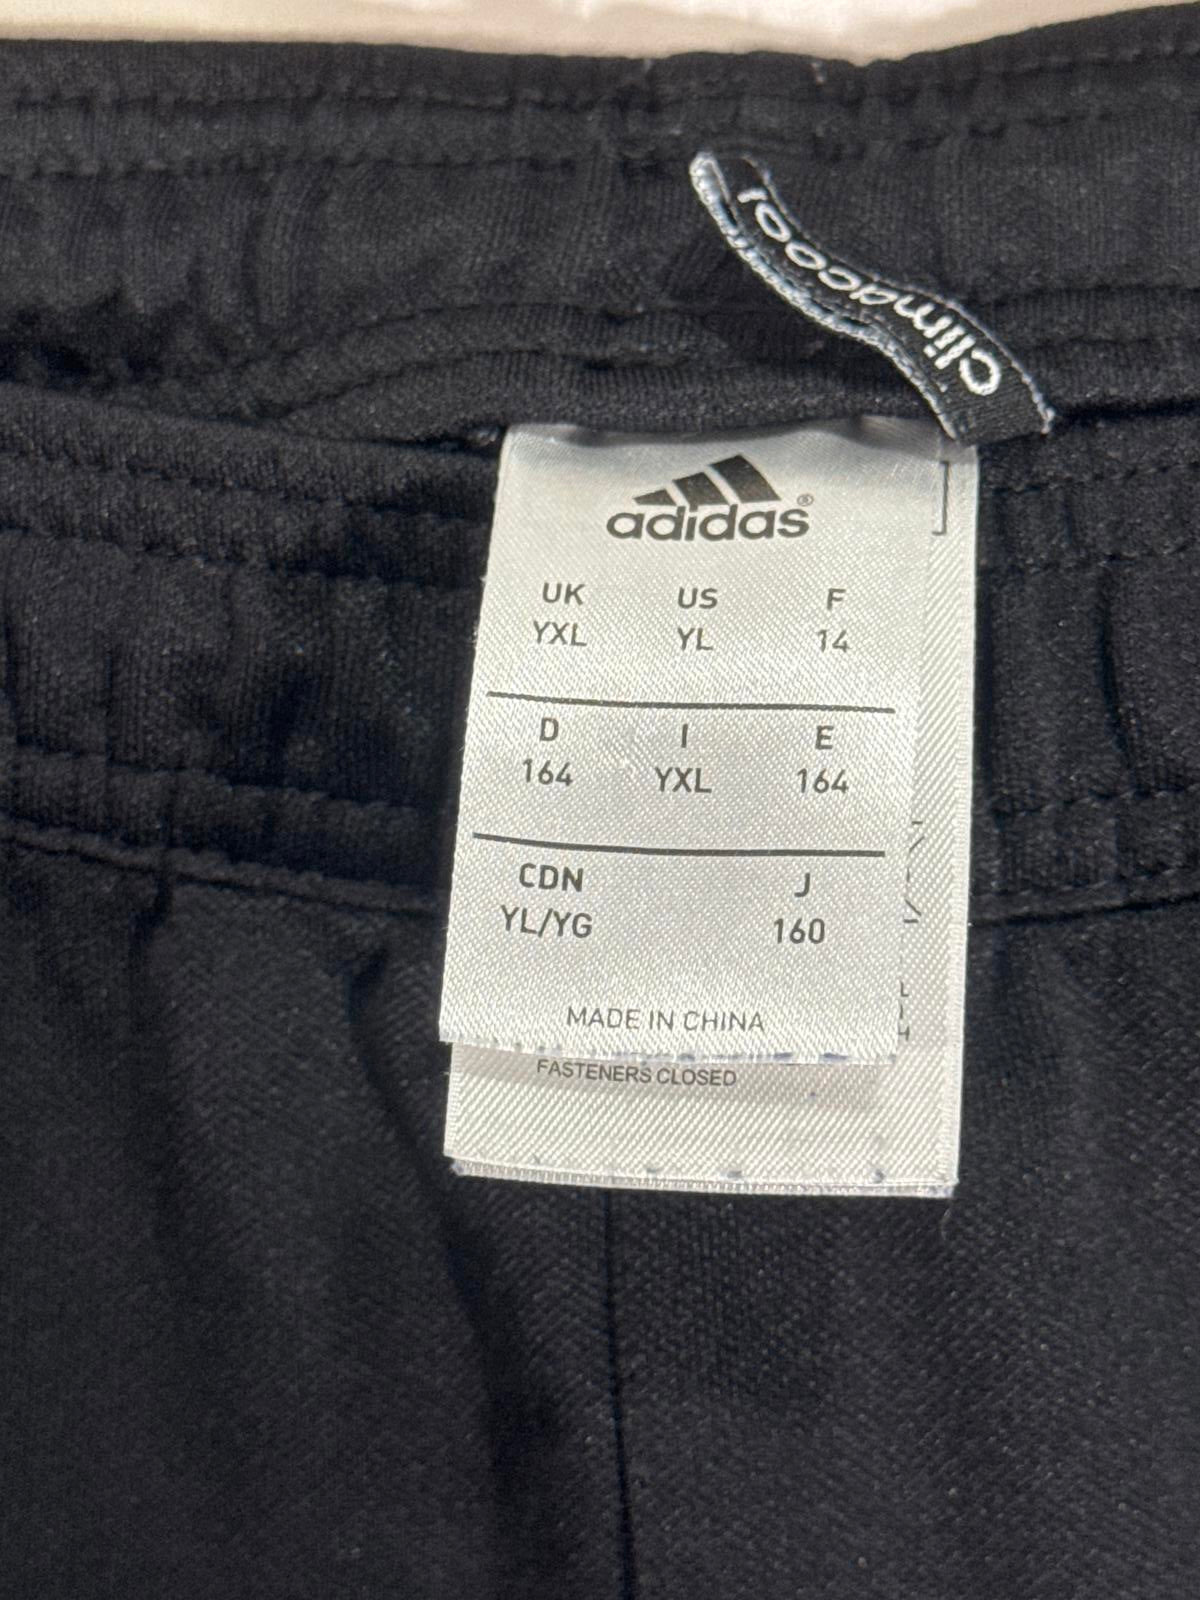 climacool
adidas®
UK US F
YXL YL 14
D I E
164 YXL 164
CDN J
YL/YG 160
MADE IN CHINA
FASTENERS CLOSED